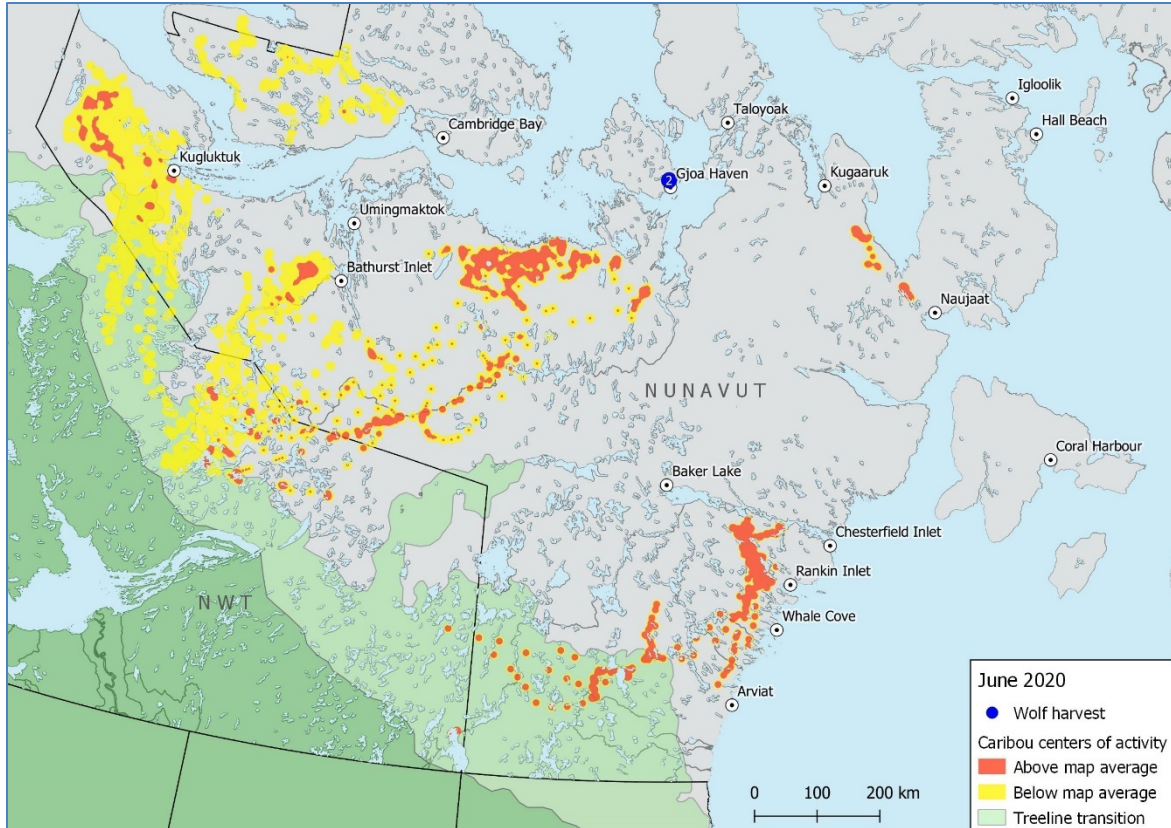 Igloolik
Taloyoak
Hall Beach
Cambridge Bay
Kugluktuk
2
Gjoa Haven
Kugaaruk
Umingmaktok
Bathurst Inlet
Naujaat
NUNAVUT
Coral Harbour
Baker Lake
Chesterfield Inlet
Rankin Inlet
NWT
Whale Cove
Arviat
June 2020
Wolf harvest
Caribou centers of activity
Above map average
Below map average
Treeline transition
0 100 200 km